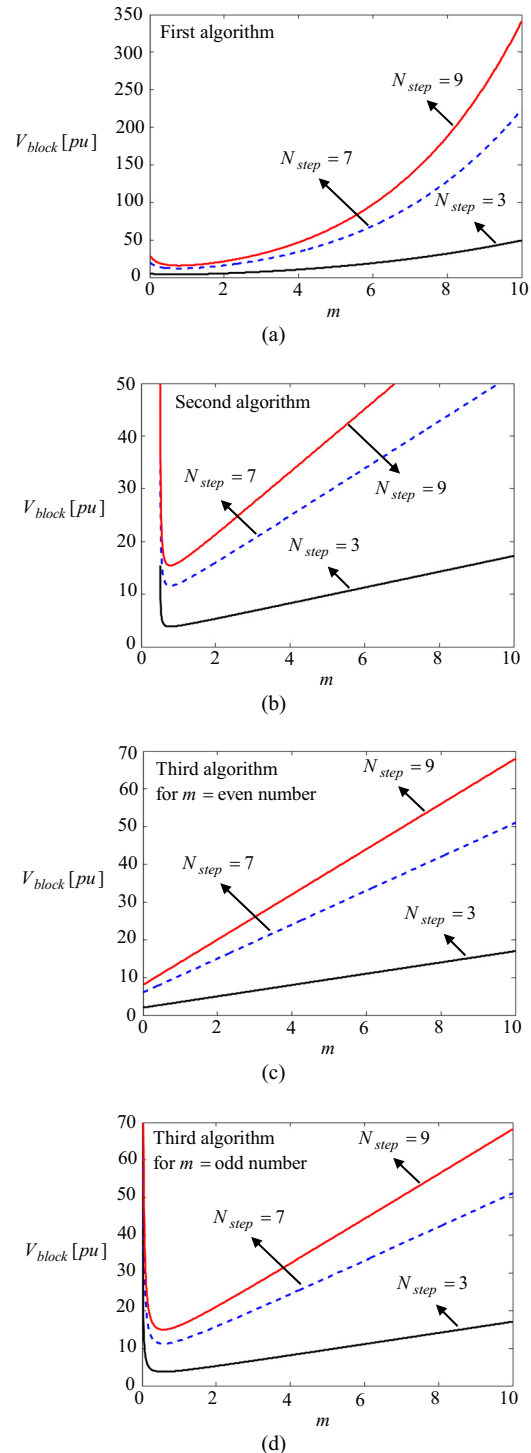 350
First algorithm
300
N_step = 9
250
V_block [pu]
200
N_step = 7
150
N_step = 3
100
50
0
0 2 4 6 8 10
m
(a)
50
Second algorithm
40
N_step = 7
30
N_step = 9
V_block [pu]
20
N_step = 3
10
0
0 2 4 6 8 10
m
(b)
70
Third algorithm
for m = even number
N_step = 9
60
50
N_step = 7
40
V_block [pu]
30
N_step = 3
20
10
0
0 2 4 6 8 10
m
(c)
70
Third algorithm
for m = odd number
N_step = 9
60
50
N_step = 7
40
V_block [pu]
30
N_step = 3
20
10
0
0 2 4 6 8 10
m
(d)